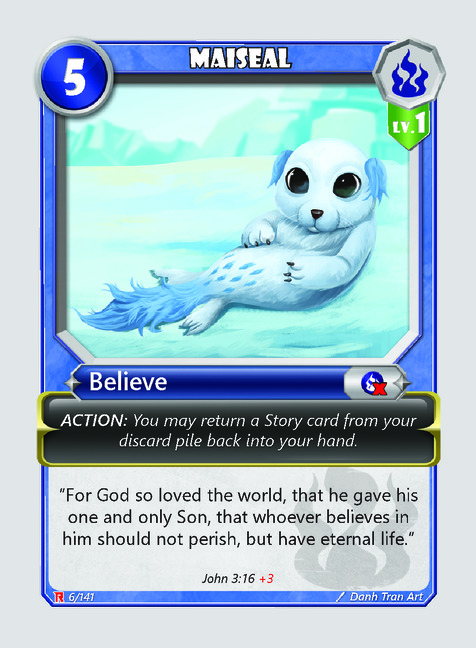 MAISEAL
5
LV.1
Believe
ACTION: You may return a Story card from your
discard pile back into your hand.
"For God so loved the world, that he gave his
one and only Son, that whoever believes in
him should not perish, but have eternal life."
John 3:16 +3
R 6/141
Danh Tran Art